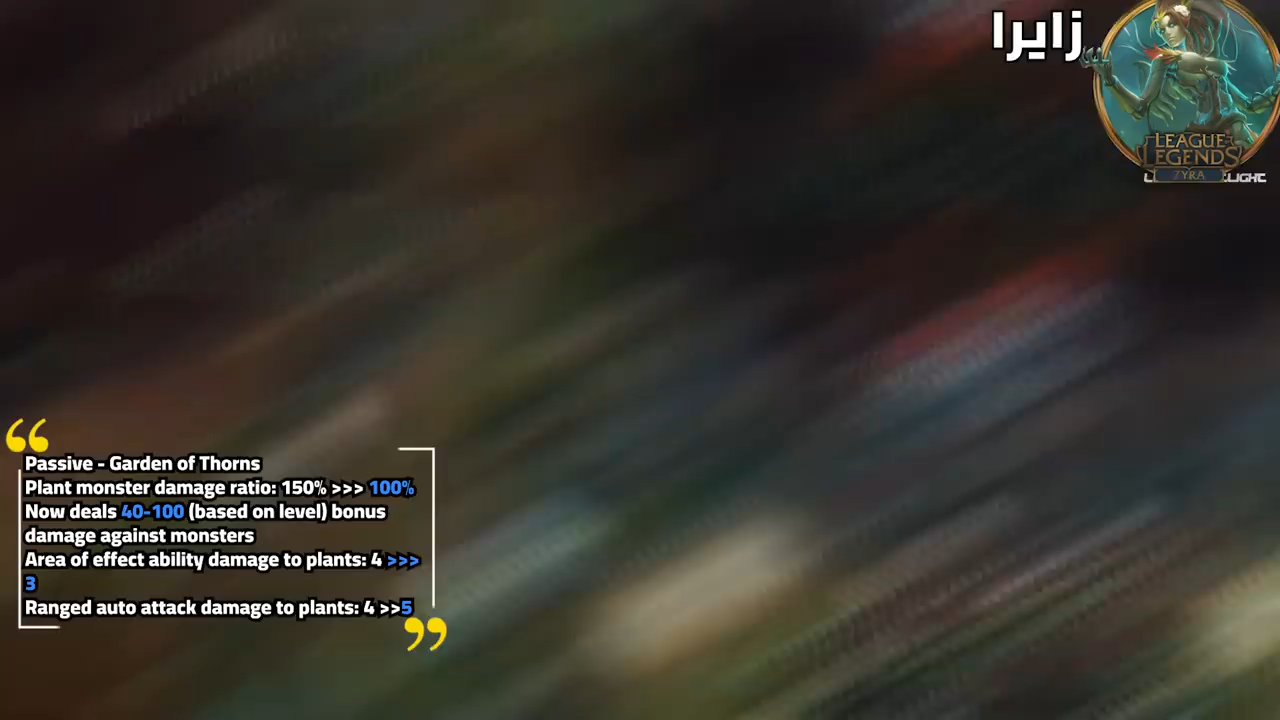 زايرا
LEAGUE
LEGENDS
ZYRA
LIGHT
Passive - Garden of Thorns
Plant monster damage ratio: 150% >>> 100%
Now deals 40-100 (based on level) bonus
damage against monsters
Area of effect ability damage to plants: 4 >>>
3
Ranged auto attack damage to plants: 4 >>5